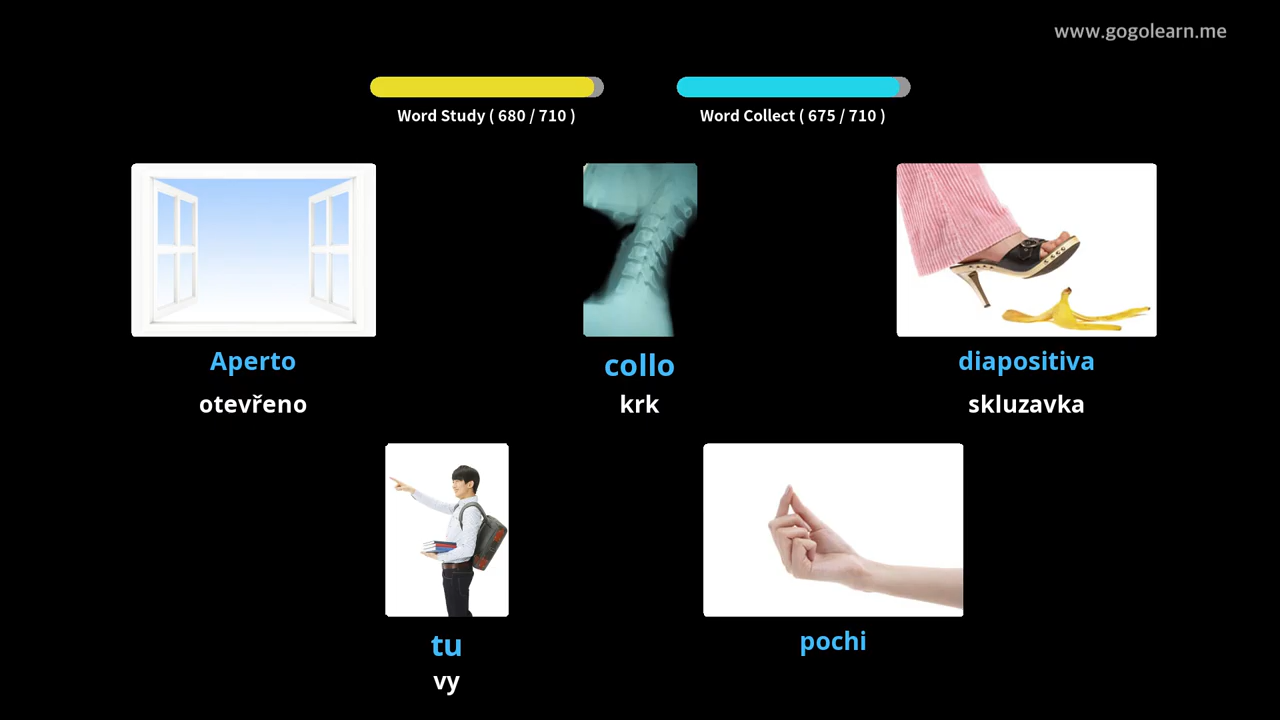 www.gogolearn.me
Word Study ( 680 / 710 )
Word Collect ( 675 / 710 )
Aperto
otevřeno
collo
krk
diapositiva
skluzavka
tu
vy
pochi